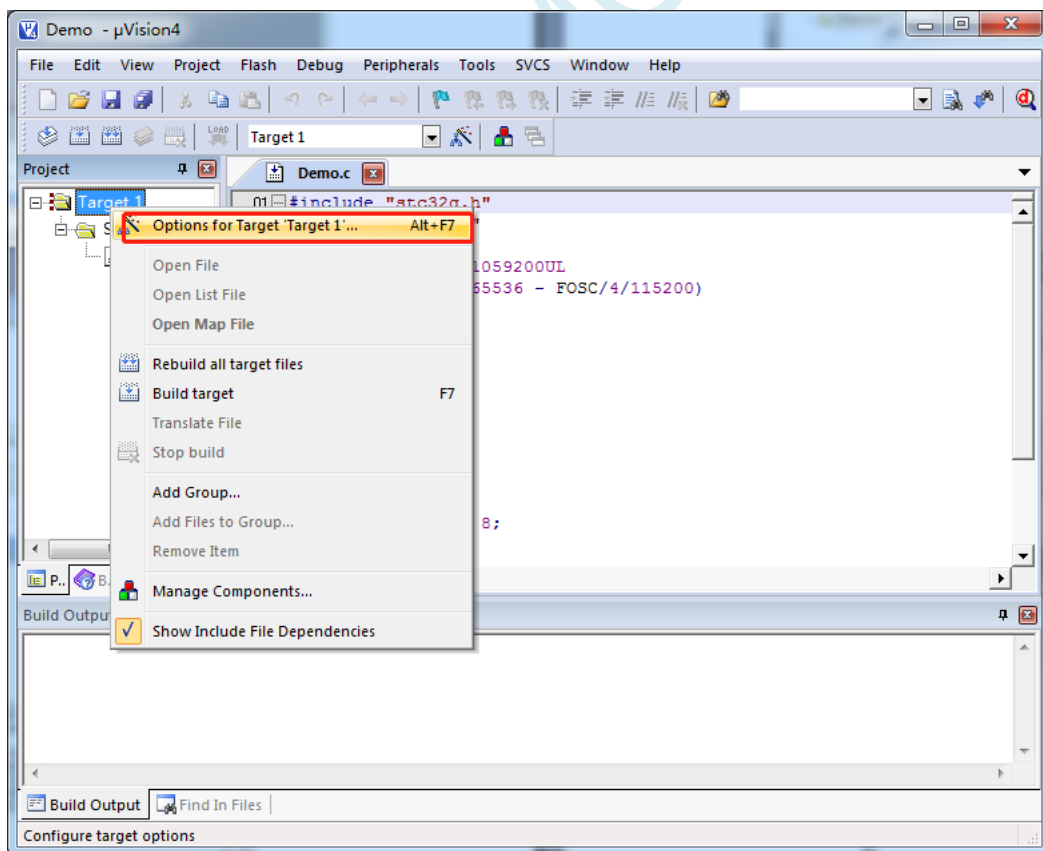 Demo - µVision4
File Edit View Project Flash Debug Peripherals Tools SVCS Window Help
LOAD Target 1
Project
Demo.c
Target 1
01 #include "stc32g.h"
S
Options for Target 'Target 1'... Alt+F7 "
Open File 1059200UL
Open List File 65536 - FOSC/4/115200)
Open Map File
Rebuild all target files
Build target F7
Translate File
Stop build
Add Group...
Add Files to Group... 8;
Remove Item
P.. B.
Manage Components...
Build Outpu
Show Include File Dependencies
Build Output Find In Files
Configure target options